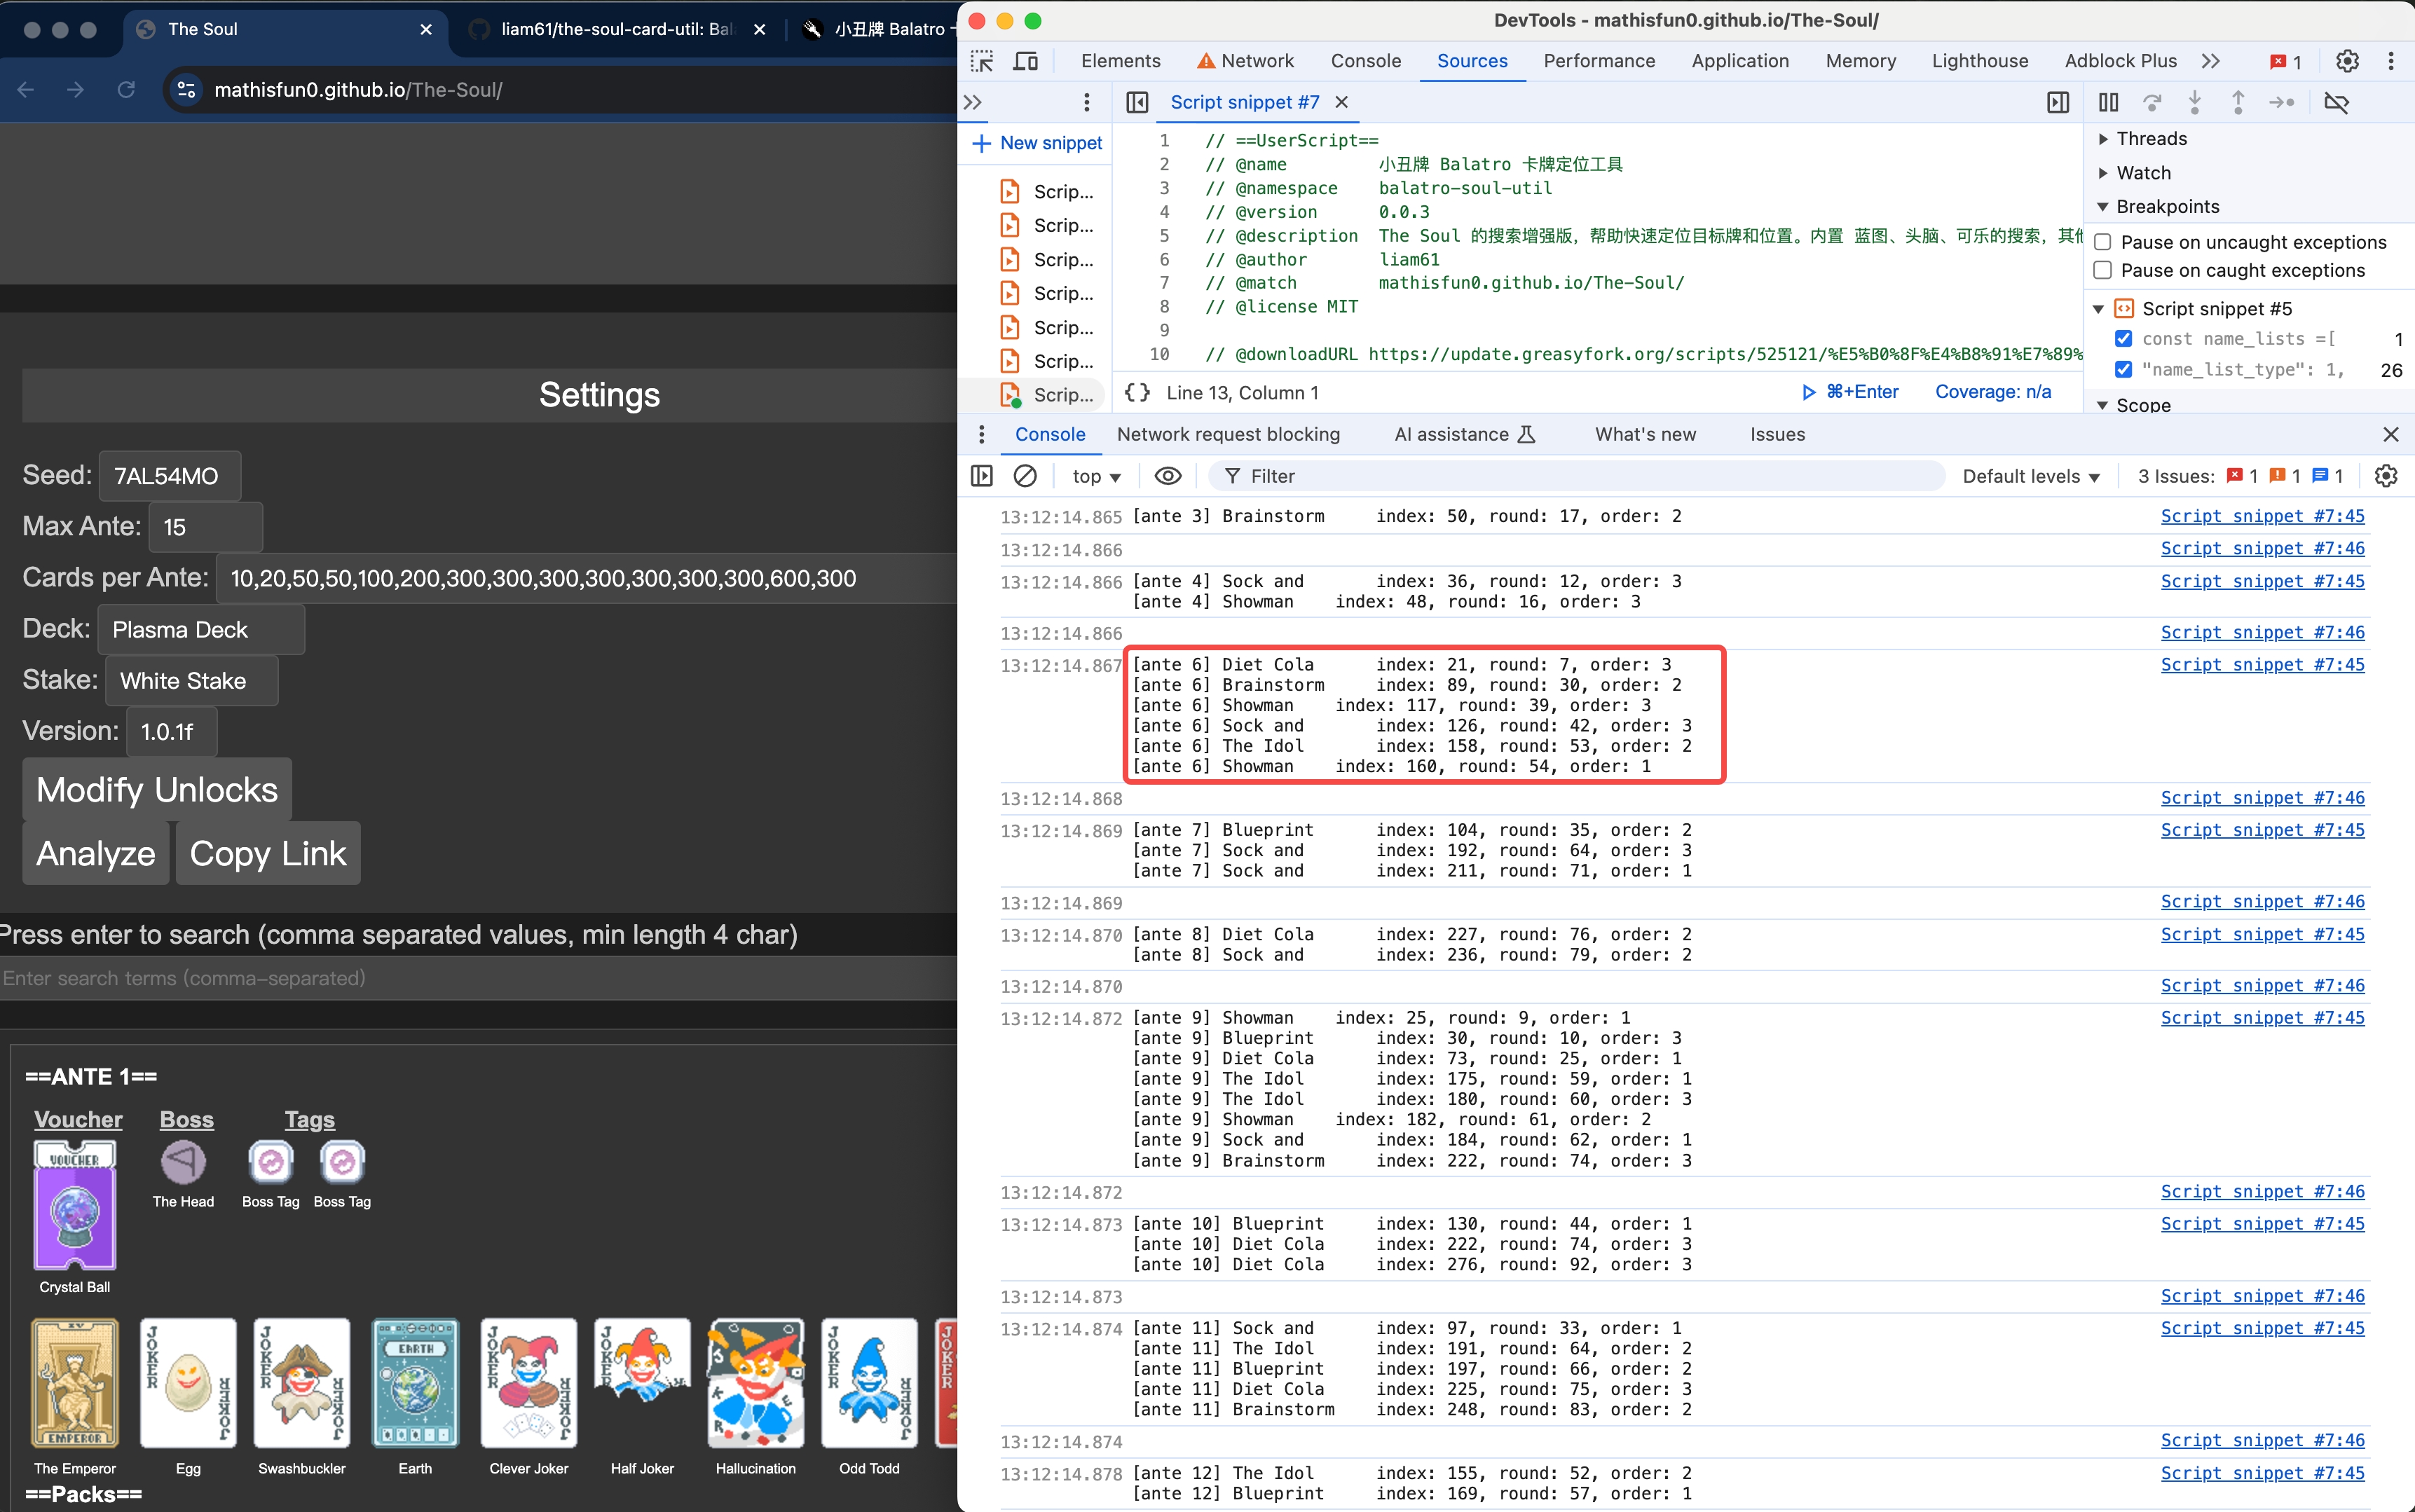 The Soul
liam61/the-soul-card-util: Bal
小丑牌 Balatro
mathisfun0.github.io/The-Soul/
Settings
Seed: 7AL54MO
Max Ante: 15
Cards per Ante: 10,20,50,50,100,200,300,300,300,300,300,300,300,600,300
Deck: Plasma Deck
Stake: White Stake
Version: 1.0.1f
Modify Unlocks
Analyze Copy Link
Press enter to search (comma separated values, min length 4 char)
Enter search terms (comma-separated)
==ANTE 1==
Voucher Boss Tags
VOUCHER
The Head Boss Tag Boss Tag
Crystal Ball
IV
EMPEROR
JOKER
JOKER
JOKER
JOKER
EARTH
JOKER
JOKER
JOKER
JOKER
JOKER
JOKER
The Emperor Egg Swashbuckler Earth Clever Joker Half Joker Hallucination Odd Todd
==Packs==
DevTools - mathisfun0.github.io/The-Soul/
Elements Network Console Sources Performance Application Memory Lighthouse Adblock Plus 1
Script snippet #7
New snippet
Scrip...
Scrip...
Scrip...
Scrip...
Scrip...
Scrip...
Scrip...
1 // ==UserScript==
2 // @name 小丑牌 Balatro 卡牌定位工具
3 // @namespace balatro-soul-util
4 // @version 0.0.3
5 // @description The Soul 的搜索增强版，帮助快速定位目标牌和位置。内置 蓝图、头脑、可乐的搜索，其
6 // @author liam61
7 // @match mathisfun0.github.io/The-Soul/
8 // @license MIT
9
10 // @downloadURL https://update.greasyfork.org/scripts/525121/%E5%B0%8F%E4%B8%91%E7%89%
{} Line 13, Column 1 ⌘+Enter Coverage: n/a
Threads
Watch
Breakpoints
Pause on uncaught exceptions
Pause on caught exceptions
Script snippet #5
const name_lists =[ 1
"name_list_type": 1, 26
Scope
Console Network request blocking AI assistance What's new Issues
top Filter Default levels 3 Issues: 1 1 1
13:12:14.865 [ante 3] Brainstorm index: 50, round: 17, order: 2 Script snippet #7:45
13:12:14.866 Script snippet #7:46
13:12:14.866 [ante 4] Sock and index: 36, round: 12, order: 3 Script snippet #7:45
[ante 4] Showman index: 48, round: 16, order: 3
13:12:14.866 Script snippet #7:46
13:12:14.867 [ante 6] Diet Cola index: 21, round: 7, order: 3 Script snippet #7:45
[ante 6] Brainstorm index: 89, round: 30, order: 2
[ante 6] Showman index: 117, round: 39, order: 3
[ante 6] Sock and index: 126, round: 42, order: 3
[ante 6] The Idol index: 158, round: 53, order: 2
[ante 6] Showman index: 160, round: 54, order: 1
13:12:14.868 Script snippet #7:46
13:12:14.869 [ante 7] Blueprint index: 104, round: 35, order: 2 Script snippet #7:45
[ante 7] Sock and index: 192, round: 64, order: 3
[ante 7] Sock and index: 211, round: 71, order: 1
13:12:14.869 Script snippet #7:46
13:12:14.870 [ante 8] Diet Cola index: 227, round: 76, order: 2 Script snippet #7:45
[ante 8] Sock and index: 236, round: 79, order: 2
13:12:14.870 Script snippet #7:46
13:12:14.872 [ante 9] Showman index: 25, round: 9, order: 1 Script snippet #7:45
[ante 9] Blueprint index: 30, round: 10, order: 3
[ante 9] Diet Cola index: 73, round: 25, order: 1
[ante 9] The Idol index: 175, round: 59, order: 1
[ante 9] The Idol index: 180, round: 60, order: 3
[ante 9] Showman index: 182, round: 61, order: 2
[ante 9] Sock and index: 184, round: 62, order: 1
[ante 9] Brainstorm index: 222, round: 74, order: 3
13:12:14.872 Script snippet #7:46
13:12:14.873 [ante 10] Blueprint index: 130, round: 44, order: 1 Script snippet #7:45
[ante 10] Diet Cola index: 222, round: 74, order: 3
[ante 10] Diet Cola index: 276, round: 92, order: 3
13:12:14.873 Script snippet #7:46
13:12:14.874 [ante 11] Sock and index: 97, round: 33, order: 1 Script snippet #7:45
[ante 11] The Idol index: 191, round: 64, order: 2
[ante 11] Blueprint index: 197, round: 66, order: 2
[ante 11] Diet Cola index: 225, round: 75, order: 3
[ante 11] Brainstorm index: 248, round: 83, order: 2
13:12:14.874 Script snippet #7:46
13:12:14.878 [ante 12] The Idol index: 155, round: 52, order: 2 Script snippet #7:45
[ante 12] Blueprint index: 169, round: 57, order: 1